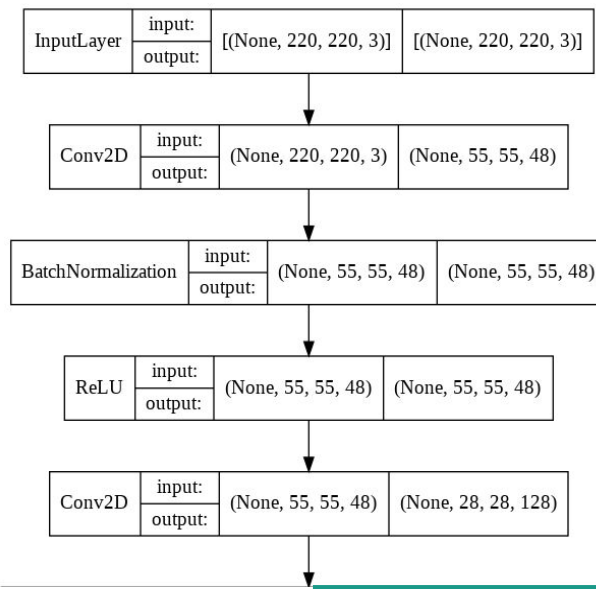 InputLayer input: output: [(None, 220, 220, 3)] [(None, 220, 220, 3)]
Conv2D input: output: (None, 220, 220, 3) (None, 55, 55, 48)
BatchNormalization input: output: (None, 55, 55, 48) (None, 55, 55, 48)
ReLU input: output: (None, 55, 55, 48) (None, 55, 55, 48)
Conv2D input: output: (None, 55, 55, 48) (None, 28, 28, 128)